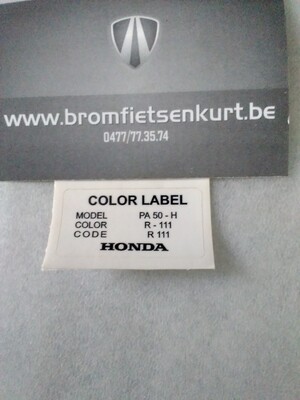 www.bromfietsenkurt.be
0477/77.35.74
COLOR LABEL
MODEL PA 50 - H
COLOR R - 111
CODE R 111
HONDA